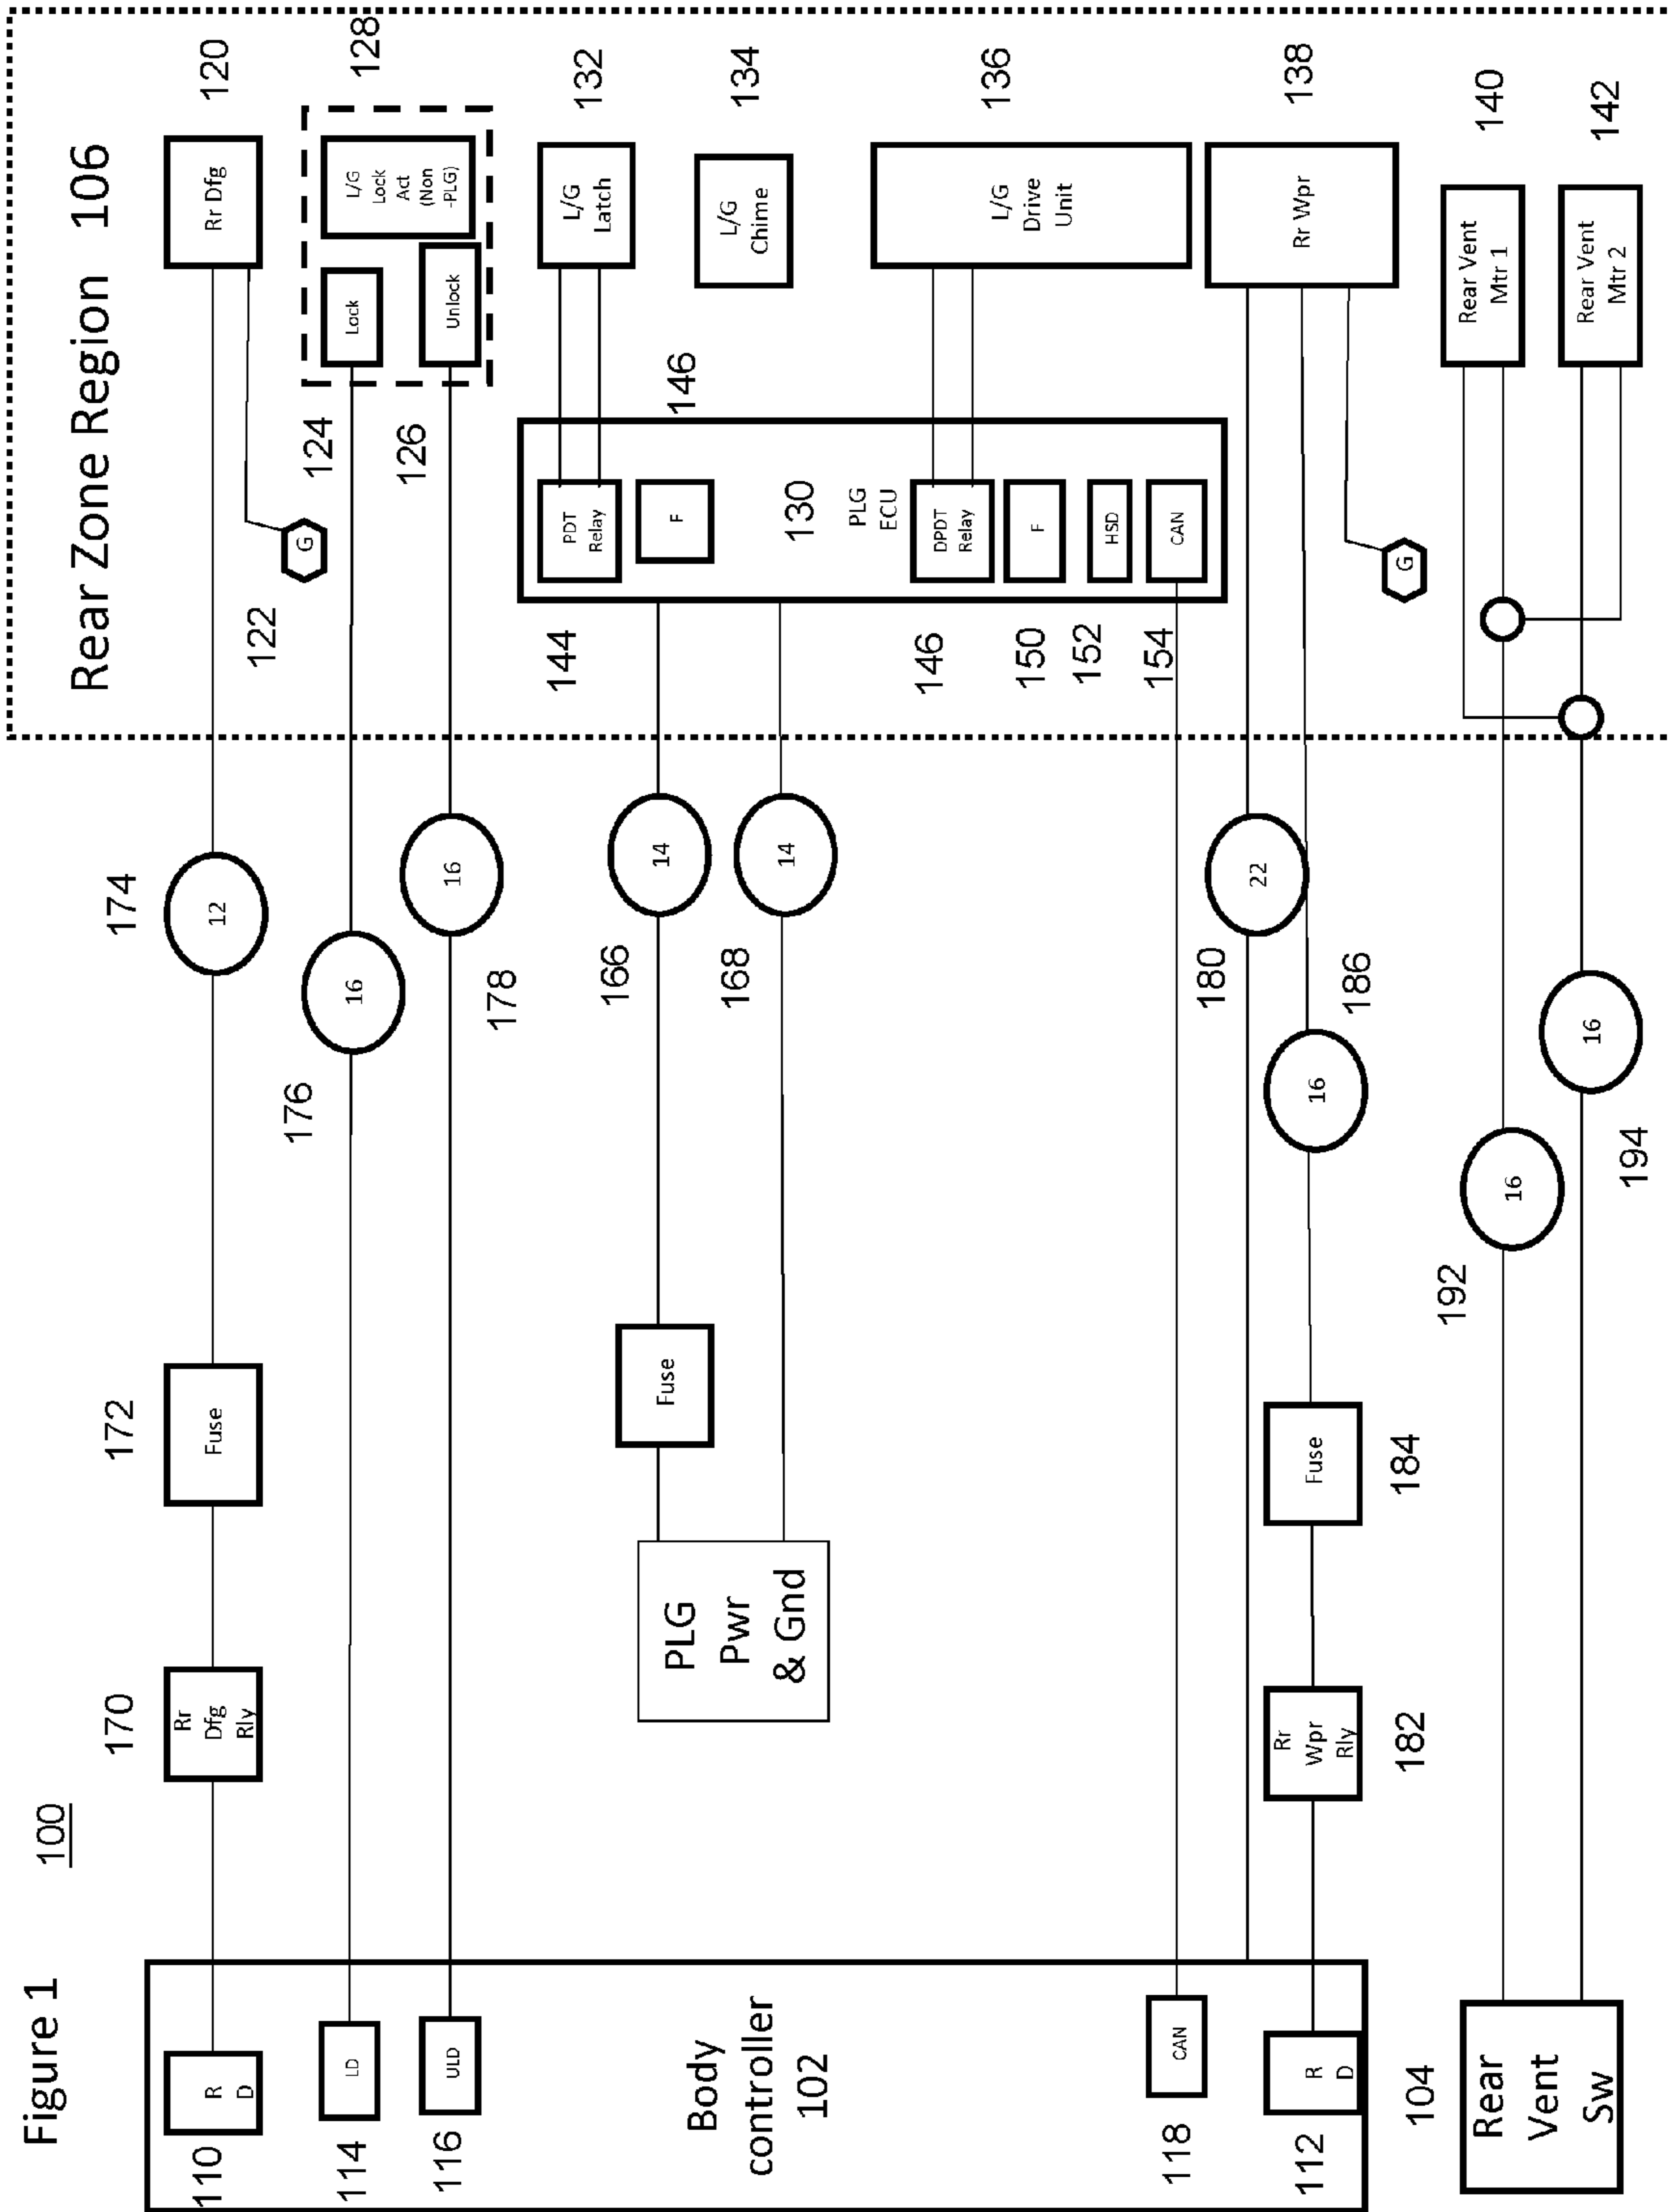 Figure 1
100
Rear Zone Region 106
110
R
D
170
Rr
Dfg
Rly
172
Fuse
174
12
Rr Dfg
120
122
G
114
LD
176
16
124
Lock
L/G
Lock
Act
(Non
-PLG)
128
116
ULD
178
16
126
Unlock
Body
controller
102
PLG
Pwr
& Gnd
Fuse
166
14
168
14
144
PDT
Relay
F
146
130
PLG
ECU
146
DPDT
Relay
150
F
152
HSD
154
CAN
L/G
Latch
132
L/G
Chime
134
L/G
Drive
Unit
136
118
CAN
180
22
112
R
D
Rr
Wpr
Rly
182
Fuse
184
16
186
Rr Wpr
138
G
104
Rear
Vent
Sw
192
16
194
16
Rear Vent
Mtr 1
140
Rear Vent
Mtr 2
142